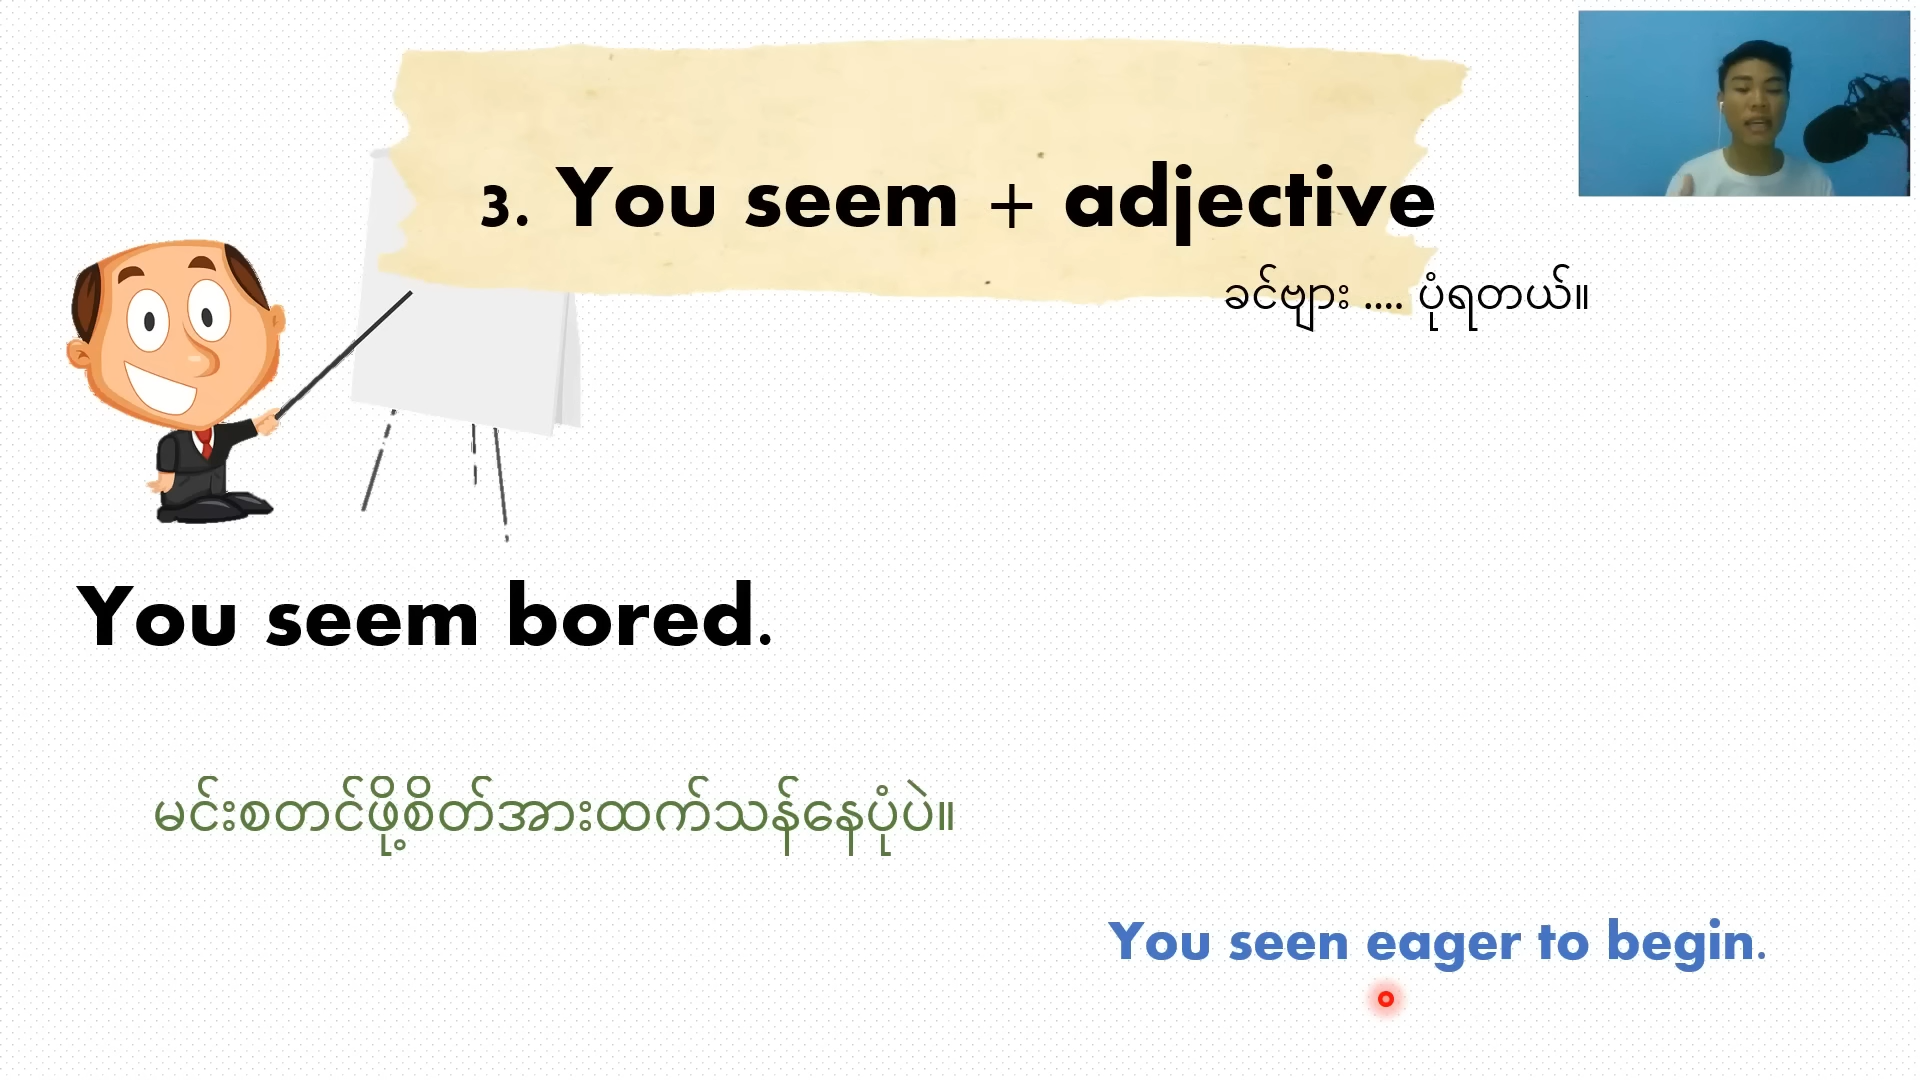 3. You seem + adjective
ခင်ဗျား .... ပုံရတယ်။
You seem bored.
မင်းစတင်ဖို့စိတ်အားထက်သန်နေပုံပဲ။
You seen eager to begin.